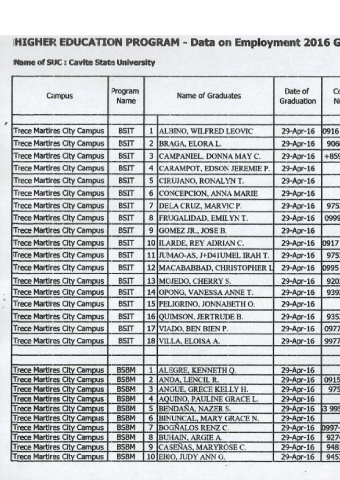 HIGHER EDUCATION PROGRAM - Data on Employment 2016 G
Name of SUC : Cavite State University
Campus Program Name Name of Graduates Date of Graduation
Trece Martires City Campus BSIT 1 ALBINO, WILFRED LEOVIC 29-Apr-16 0916
Trece Martires City Campus BSIT 2 BRAGA, ELORA L. 29-Apr-16 906
Trece Martires City Campus BSIT 3 CAMPANIEL, DONNA MAY C. 29-Apr-16 +859
Trece Martires City Campus BSIT 4 CARAMPOT, EDSON JEREMIE P. 29-Apr-16
Trece Martires City Campus BSIT 5 CIRUJANO, RONALYN T. 29-Apr-16
Trece Martires City Campus BSIT 6 CONCEPCION, ANNA MARIE 29-Apr-16
Trece Martires City Campus BSIT 7 DELA CRUZ, MARVIC P. 29-Apr-16 975
Trece Martires City Campus BSIT 8 FRUGALIDAD, EMILYN T. 29-Apr-16 0999
Trece Martires City Campus BSIT 9 GOMEZ JR., JOSE B. 29-Apr-16
Trece Martires City Campus BSIT 10 ILARDE, REY ADRIAN C. 29-Apr-16 0917
Trece Martires City Campus BSIT 11 JUMAO-AS, J+D41UMEL IRAH T. 29-Apr-16 975
Trece Martires City Campus BSIT 12 MACABABBAD, CHRISTOPHER L 29-Apr-16 0995
Trece Martires City Campus BSIT 13 MOJEDO, CHERRY S. 29-Apr-16 920
Trece Martires City Campus BSIT 14 OPONG, VANESSA ANNE T. 29-Apr-16 939
Trece Martires City Campus BSIT 15 PELIGRINO, JONNABETH O. 29-Apr-16
Trece Martires City Campus BSIT 16 QUIMSON, JERTRUDE B. 29-Apr-16 935
Trece Martires City Campus BSIT 17 VIADO, BEN BIEN P. 29-Apr-16 0977
Trece Martires City Campus BSIT 18 VILLA, ELOISA A. 29-Apr-16 9977
Trece Martires City Campus BSBM 1 ALEGRE, KENNETH Q. 29-Apr-16
Trece Martires City Campus BSBM 2 ANDA, LENCIL R. 29-Apr-16 0915
Trece Martires City Campus BSBM 3 ANGUE, GRECE KELLY H. 29-Apr-16 975
Trece Martires City Campus BSBM 4 AQUINO, PAULINE GRACE L. 29-Apr-16
Trece Martires City Campus BSBM 5 BENDAÑA, NAZER S. 29-Apr-16 3 995
Trece Martires City Campus BSBM 6 BINUNCAL, MARY GRACE N. 29-Apr-16
Trece Martires City Campus BSBM 7 BOGÑALOS RENZ C. 29-Apr-16 0997-
Trece Martires City Campus BSBM 8 BUHAIN, ARGIE A. 29-Apr-16 927
Trece Martires City Campus BSBM 9 CASEÑAS, MARYROSE C. 29-Apr-16 948
Trece Martires City Campus BSBM 10 EBIO, JUDY ANN G. 29-Apr-16 945